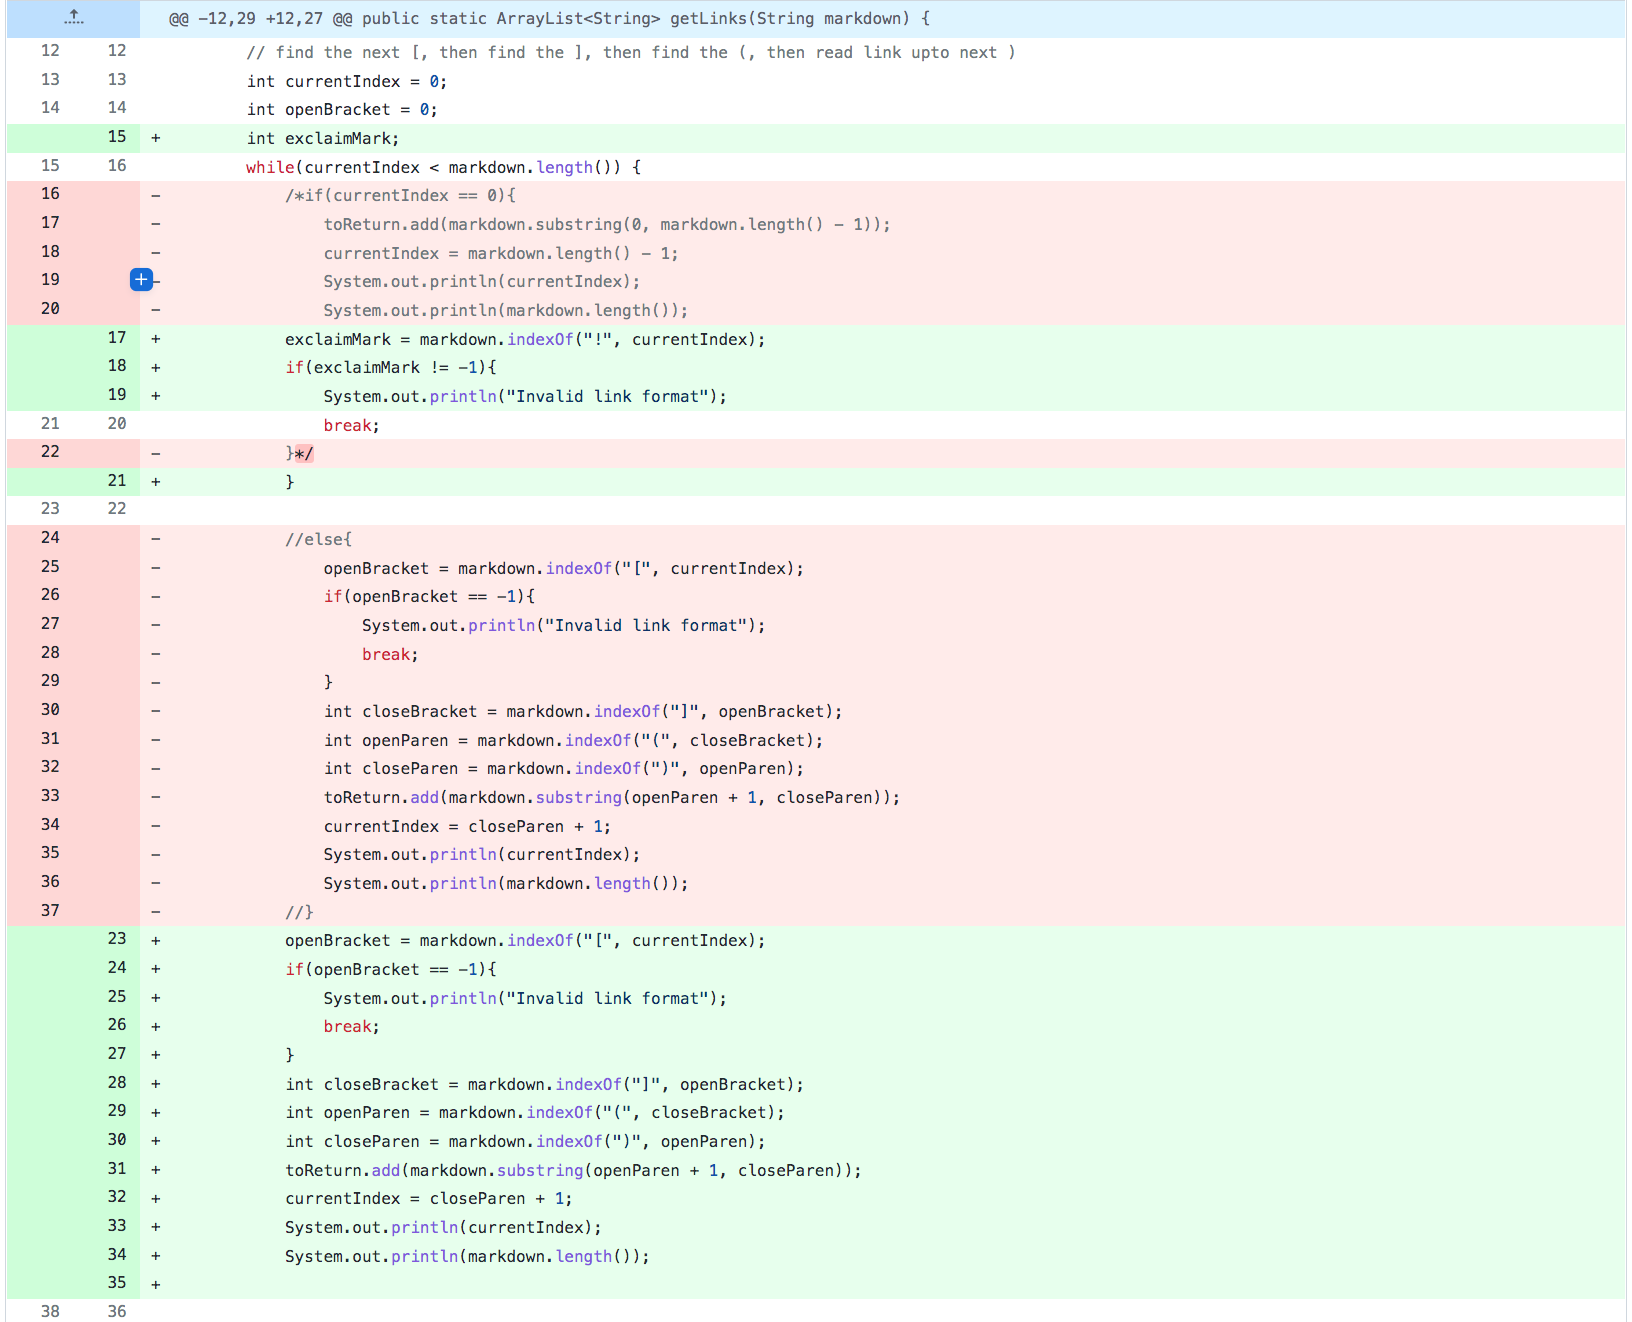 @@ -12,29 +12,27 @@ public static ArrayList<String> getLinks(String markdown) {
12 12 // find the next [, then find the ], then find the (, then read link upto next )
13 13 int currentIndex = 0;
14 14 int openBracket = 0;
15 + int exclaimMark;
15 16 while(currentIndex < markdown.length()) {
16 - /*if(currentIndex == 0){
17 - toReturn.add(markdown.substring(0, markdown.length() - 1));
18 - currentIndex = markdown.length() - 1;
19 + - System.out.println(currentIndex);
20 - System.out.println(markdown.length());
17 + exclaimMark = markdown.indexOf("!", currentIndex);
18 + if(exclaimMark != -1){
19 + System.out.println("Invalid link format");
21 20 break;
22 - }*/
21 + }
23 22
24 - //else{
25 - openBracket = markdown.indexOf("[", currentIndex);
26 - if(openBracket == -1){
27 - System.out.println("Invalid link format");
28 - break;
29 - }
30 - int closeBracket = markdown.indexOf("]", openBracket);
31 - int openParen = markdown.indexOf("(", closeBracket);
32 - int closeParen = markdown.indexOf(")", openParen);
33 - toReturn.add(markdown.substring(openParen + 1, closeParen));
34 - currentIndex = closeParen + 1;
35 - System.out.println(currentIndex);
36 - System.out.println(markdown.length());
37 - //}
23 + openBracket = markdown.indexOf("[", currentIndex);
24 + if(openBracket == -1){
25 + System.out.println("Invalid link format");
26 + break;
27 + }
28 + int closeBracket = markdown.indexOf("]", openBracket);
29 + int openParen = markdown.indexOf("(", closeBracket);
30 + int closeParen = markdown.indexOf(")", openParen);
31 + toReturn.add(markdown.substring(openParen + 1, closeParen));
32 + currentIndex = closeParen + 1;
33 + System.out.println(currentIndex);
34 + System.out.println(markdown.length());
35 +
38 36